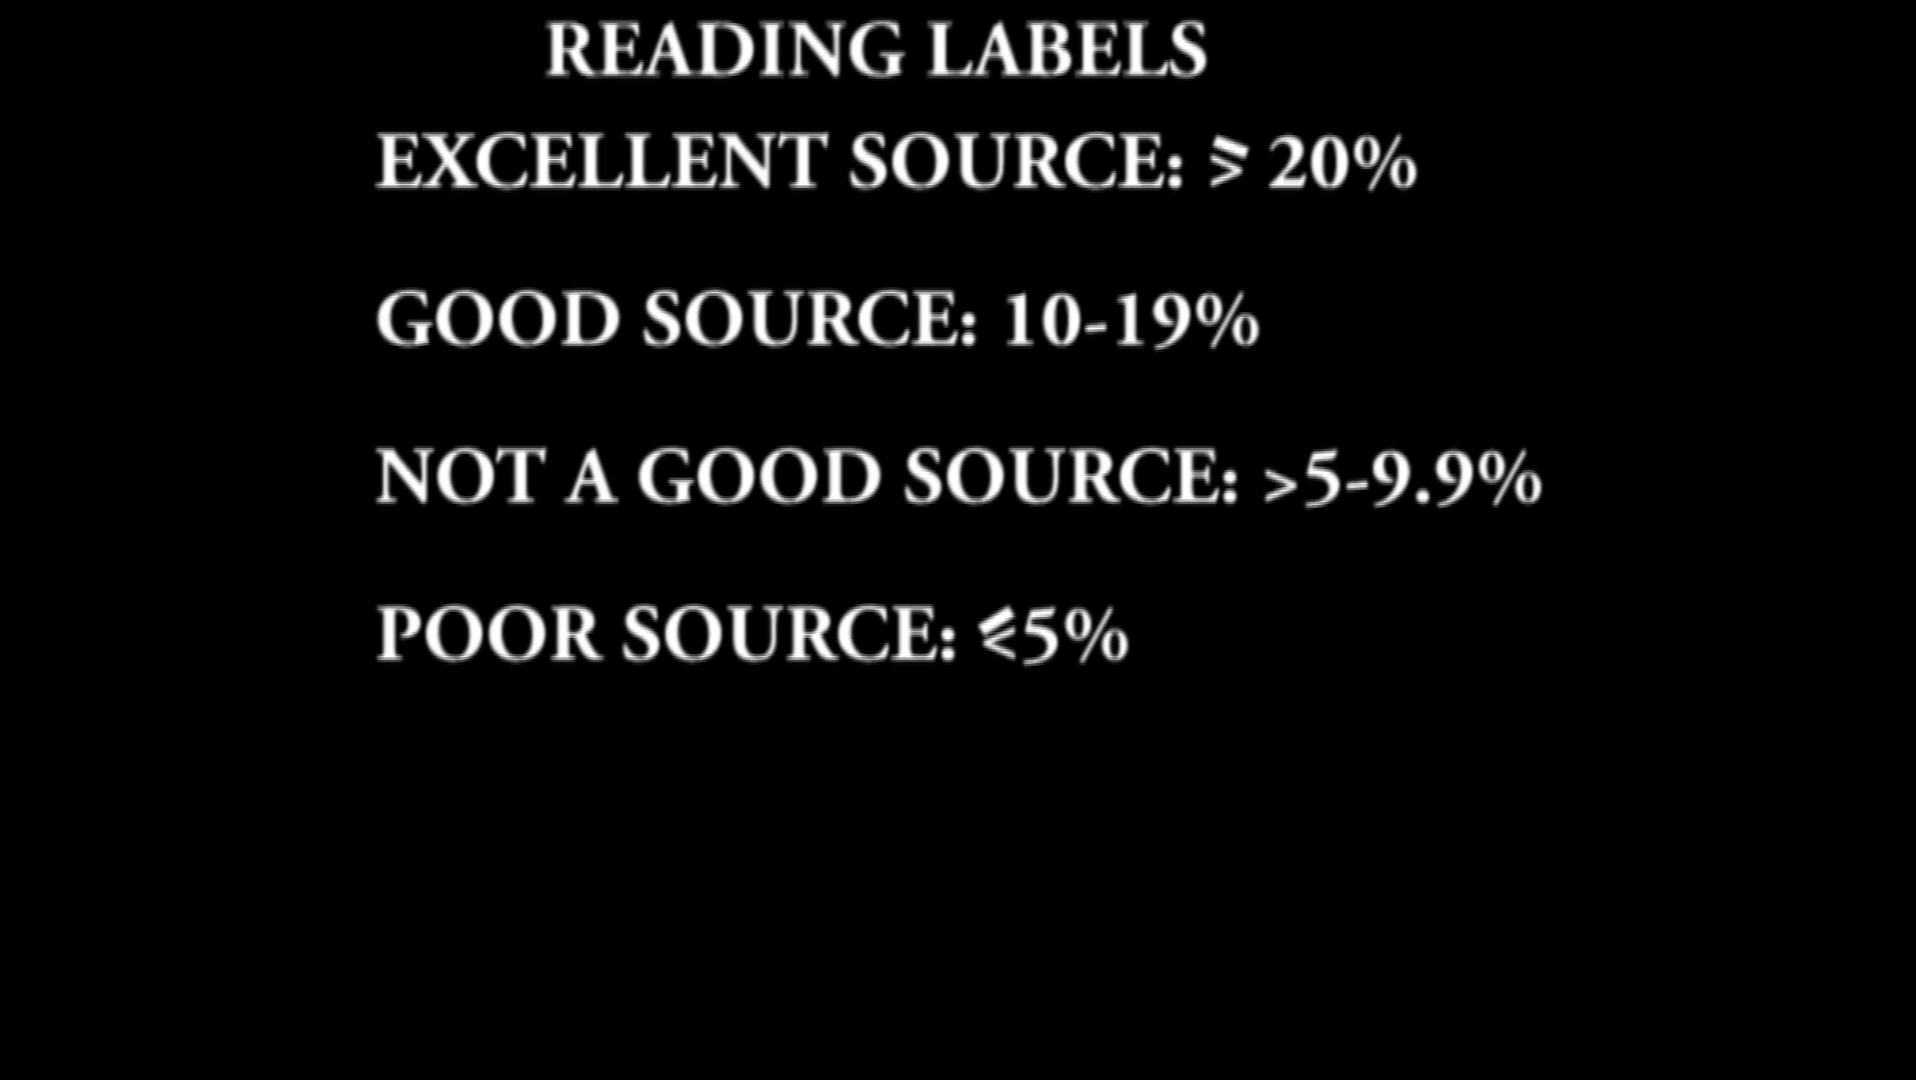 READING LABELS
EXCELLENT SOURCE: ⩾ 20%
GOOD SOURCE: 10-19%
NOT A GOOD SOURCE: >5-9.9%
POOR SOURCE: ⩽5%